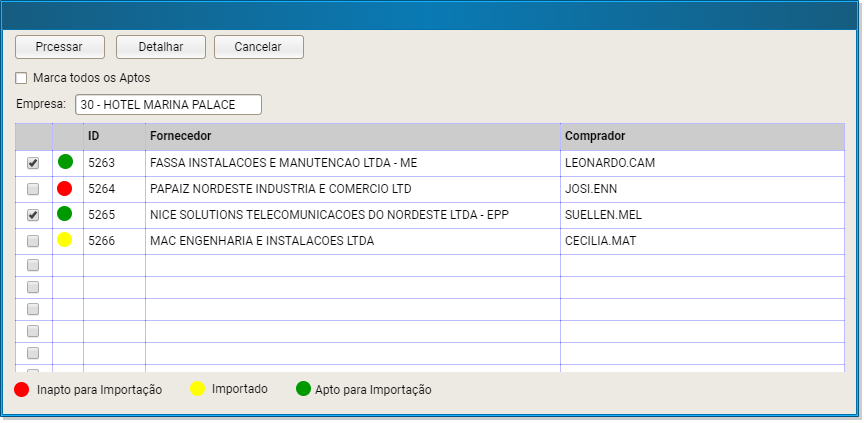 Prcessar Detalhar Cancelar
Marca todos os Aptos
Empresa: 30 - HOTEL MARINA PALACE
ID Fornecedor Comprador
5263 FASSA INSTALACOES E MANUTENCAO LTDA - ME LEONARDO.CAM
5264 PAPAIZ NORDESTE INDUSTRIA E COMERCIO LTD JOSI.ENN
5265 NICE SOLUTIONS TELECOMUNICACOES DO NORDESTE LTDA - EPP SUELLEN.MEL
5266 MAC ENGENHARIA E INSTALACOES LTDA CECILIA.MAT
Inapto para Importação Importado Apto para Importação